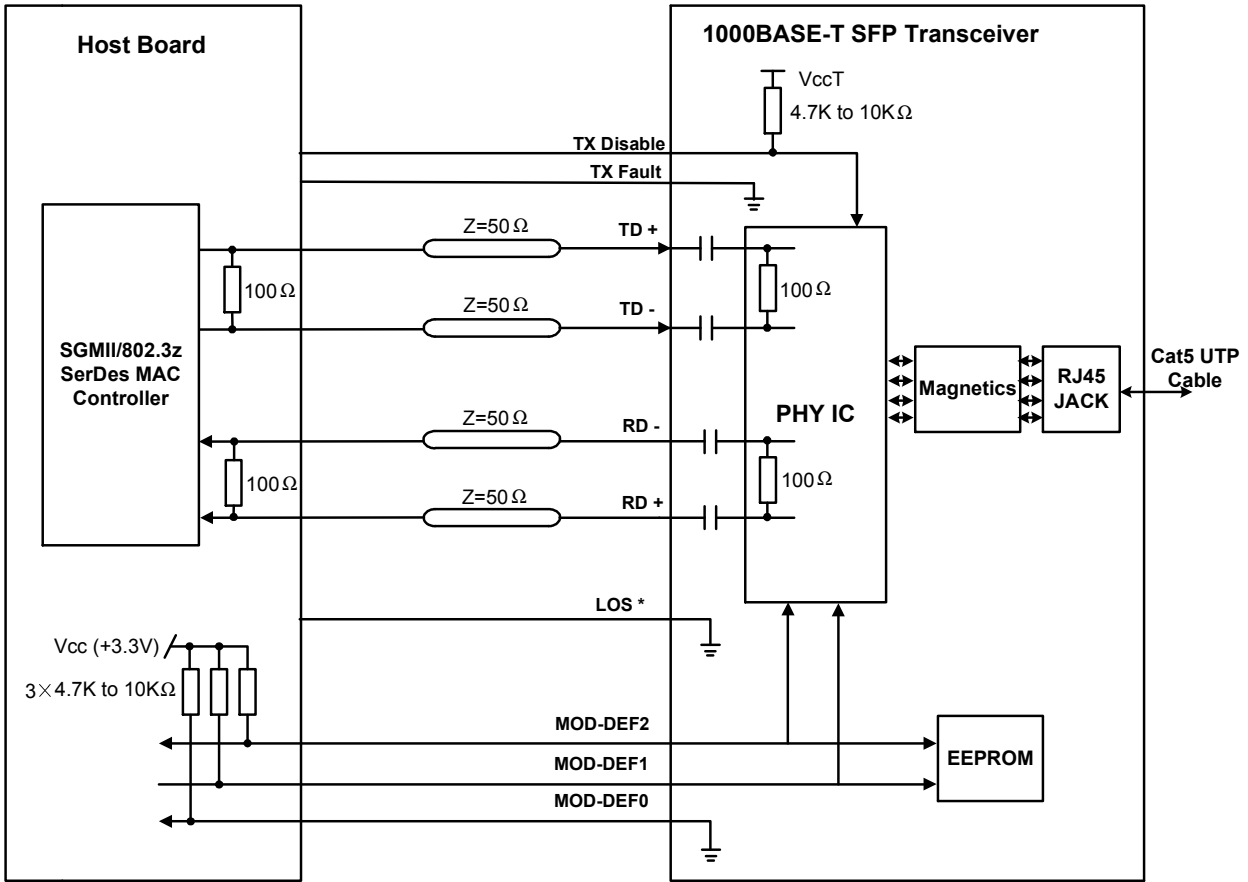 Host Board
1000BASE-T SFP Transceiver
VccT
4.7K to 10KΩ
TX Disable
TX Fault
Z=50Ω
TD +
100Ω
100Ω
Z=50Ω
TD -
SGMII/802.3z
SerDes MAC
Controller
PHY IC
Magnetics
RJ45
JACK
Cat5 UTP
Cable
Z=50Ω
RD -
100Ω
100Ω
Z=50Ω
RD +
LOS *
Vcc (+3.3V)
3×4.7K to 10KΩ
MOD-DEF2
MOD-DEF1
MOD-DEF0
EEPROM